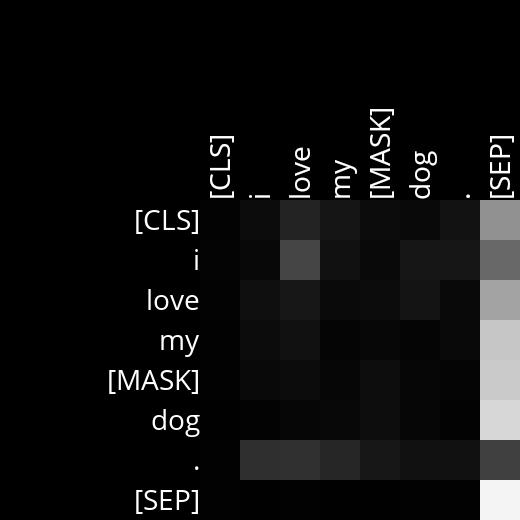 [CLS] i love my [MASK] dog . [SEP]
[CLS]
i
love
my
[MASK]
dog
.
[SEP]